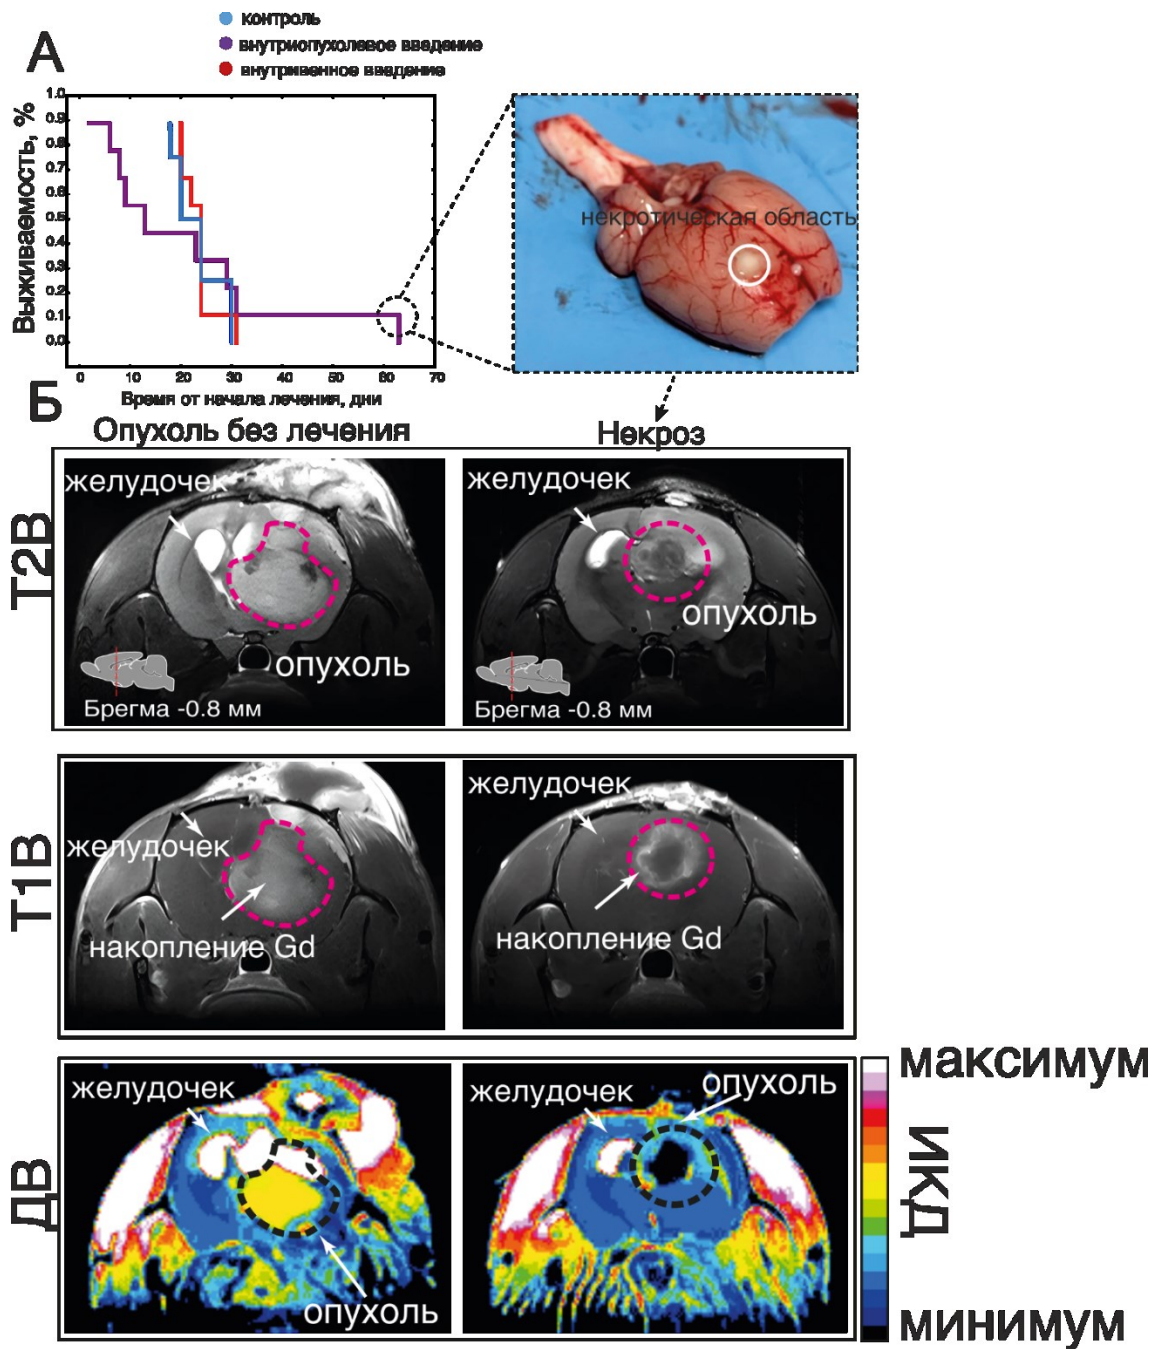 контроль
внутриопухолевое введение
внутривенное введение
А
Выживаемость, %
1.0
0.9
0.8
0.7
0.6
0.5
0.4
0.3
0.2
0.1
0.0
0 10 20 30 40 50 60 70
Время от начала лечения, дни
некротическая область
Б
Опухоль без лечения
Некроз
Т2В
желудочек
опухоль
Брегма -0.8 мм
желудочек
опухоль
Брегма -0.8 мм
Т1В
желудочек
накопление Gd
желудочек
накопление Gd
ДВ
желудочек
опухоль
желудочек
опухоль
максимум
ИКД
минимум